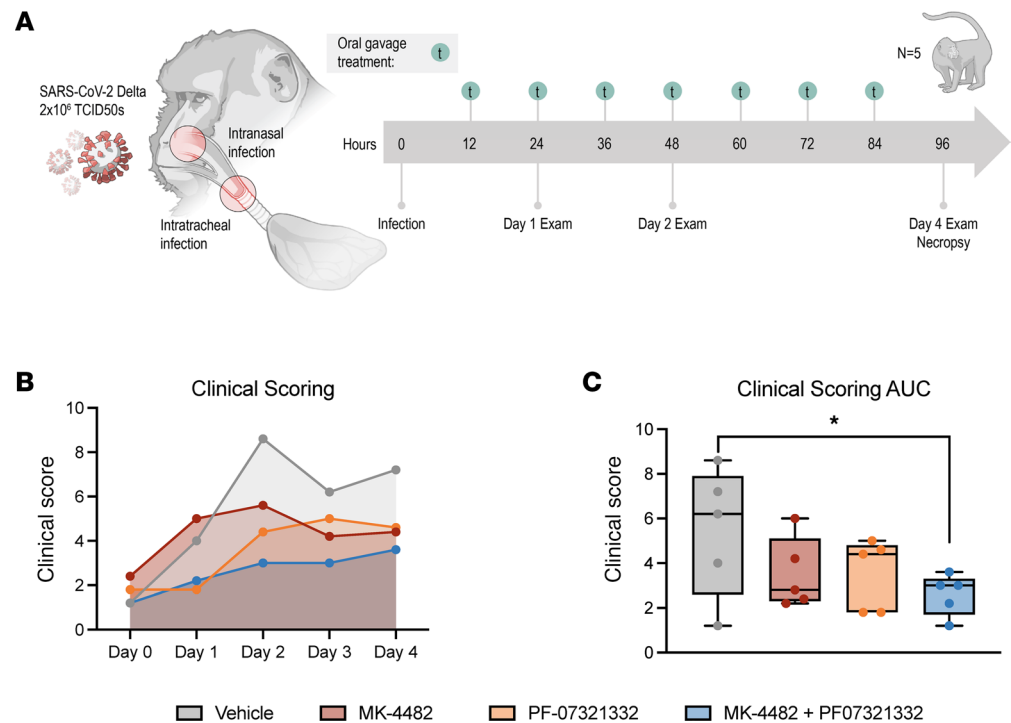 A
SARS-CoV-2 Delta
2x10⁶ TCID50s
Intranasal
infection
Intratracheal
infection
Oral gavage
treatment:
t
N=5
t t t t t t t
Hours 0 12 24 36 48 60 72 84 96
Infection Day 1 Exam Day 2 Exam Day 4 Exam
Necropsy
B
Clinical Scoring
Clinical score
10
8
6
4
2
0
Day 0 Day 1 Day 2 Day 3 Day 4
C
Clinical Scoring AUC
*
Clinical score
10
8
6
4
2
0
Vehicle MK-4482 PF-07321332 MK-4482 + PF07321332